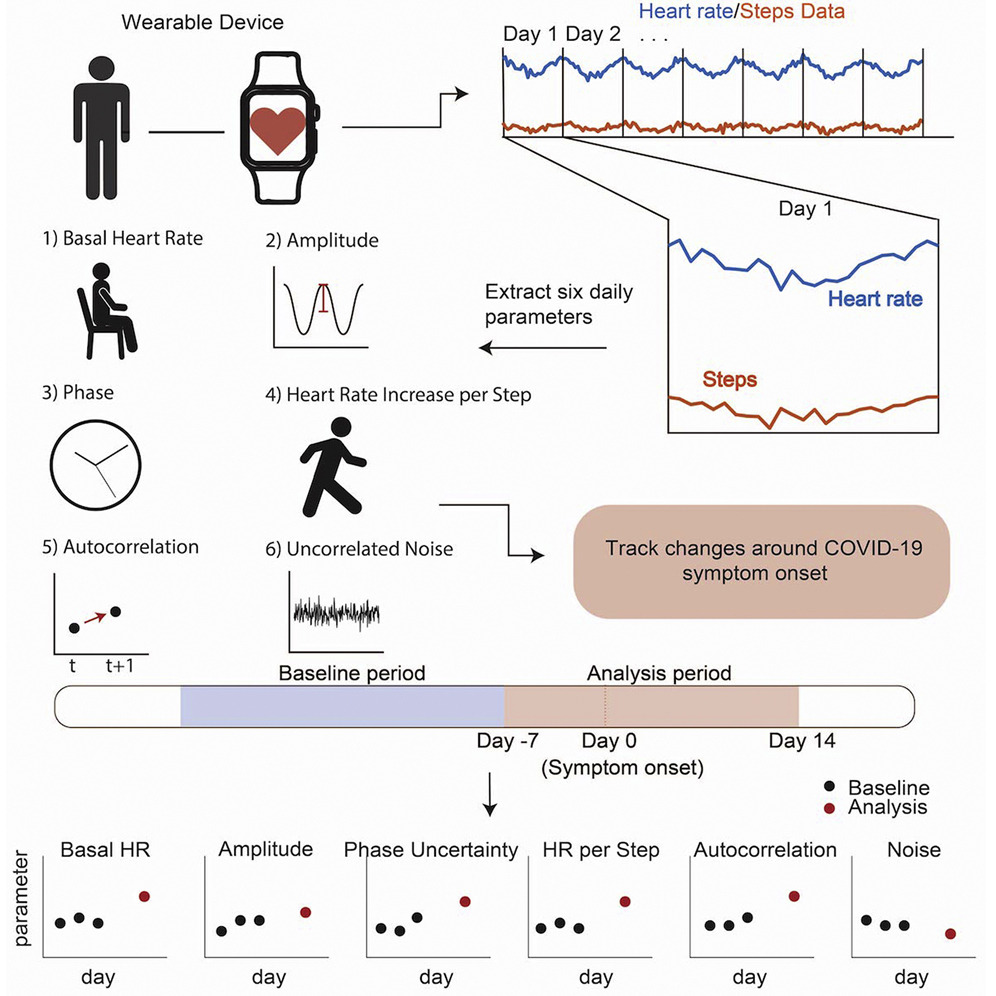 Wearable Device
Heart rate/Steps Data
Day 1 Day 2 . . .
Day 1
Heart rate
Steps
Extract six daily
parameters
1) Basal Heart Rate
2) Amplitude
3) Phase
4) Heart Rate Increase per Step
5) Autocorrelation
t t+1
6) Uncorrelated Noise
Track changes around COVID-19
symptom onset
Baseline period
Analysis period
Day -7
Day 0
(Symptom onset)
Day 14
Baseline
Analysis
parameter
Basal HR
day
Amplitude
day
Phase Uncertainty
day
HR per Step
day
Autocorrelation
day
Noise
day